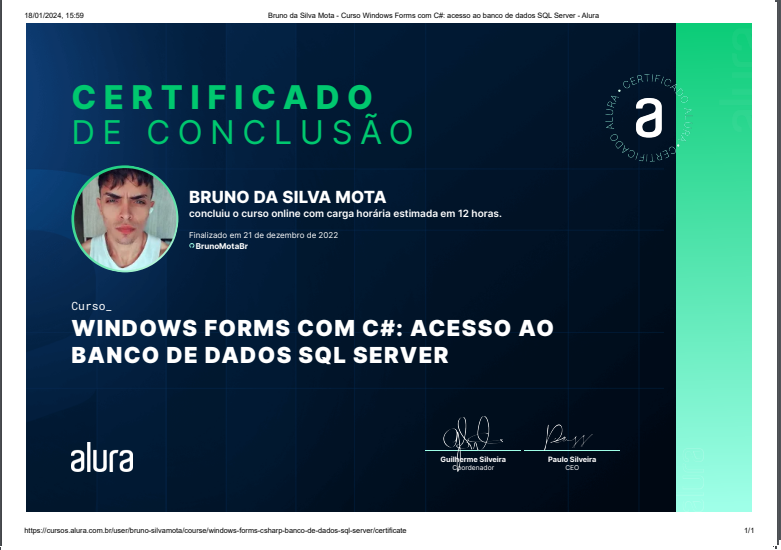 18/01/2024, 15:59
Bruno da Silva Mota - Curso Windows Forms com C#: acesso ao banco de dados SQL Server - Alura
CERTIFICADO
DE CONCLUSÃO
CERTIFICADO ALURA • CERTIFICADO ALURA •
a
alura
BRUNO DA SILVA MOTA
concluiu o curso online com carga horária estimada em 12 horas.
Finalizado em 21 de dezembro de 2022
BrunoMotaBr
Curso_
WINDOWS FORMS COM C#: ACESSO AO
BANCO DE DADOS SQL SERVER
alura
Guilherme Silveira
Coordenador
Paulo Silveira
CEO
https://cursos.alura.com.br/user/bruno-silvamota/course/windows-forms-csharp-banco-de-dados-sql-server/certificate
1/1